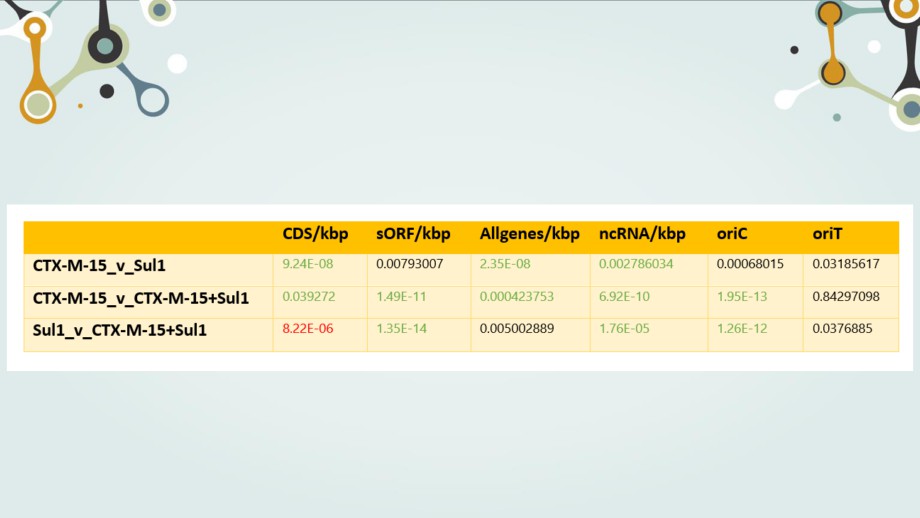 CDS/kbp sORF/kbp Allgenes/kbp ncRNA/kbp oriC oriT
CTX-M-15_v_Sul1 9.24E-08 0.00793007 2.35E-08 0.002786034 0.00068015 0.03185617
CTX-M-15_v_CTX-M-15+Sul1 0.039272 1.49E-11 0.000423753 6.92E-10 1.95E-13 0.84297098
Sul1_v_CTX-M-15+Sul1 8.22E-06 1.35E-14 0.005002889 1.76E-05 1.26E-12 0.0376885